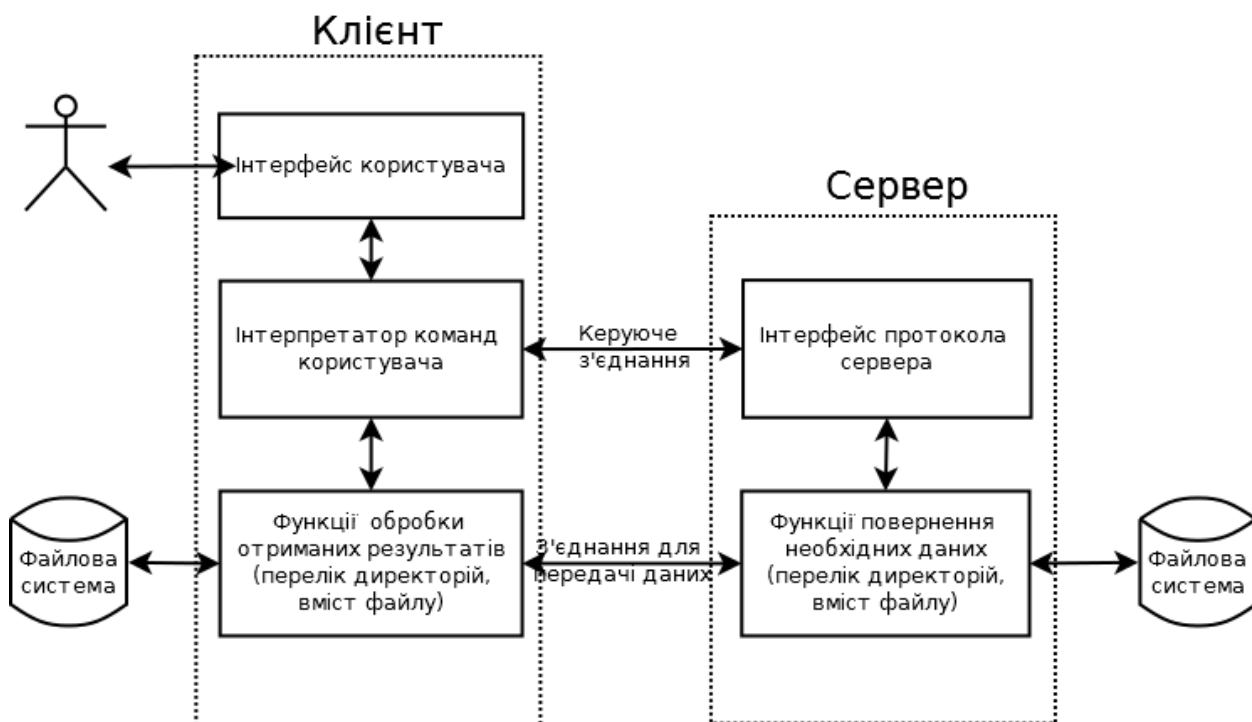 Клієнт
Інтерфейс користувача
Сервер
Інтерпретатор команд
користувача
Керуюче
з'єднання
Інтерфейс протокола
сервера
Файлова
система
Функції обробки
отриманих результатів
(перелік директорій,
вміст файлу)
З'єднання для
передачі даних
Функції повернення
необхідних даних
(перелік директорій,
вміст файлу)
Файлова
система